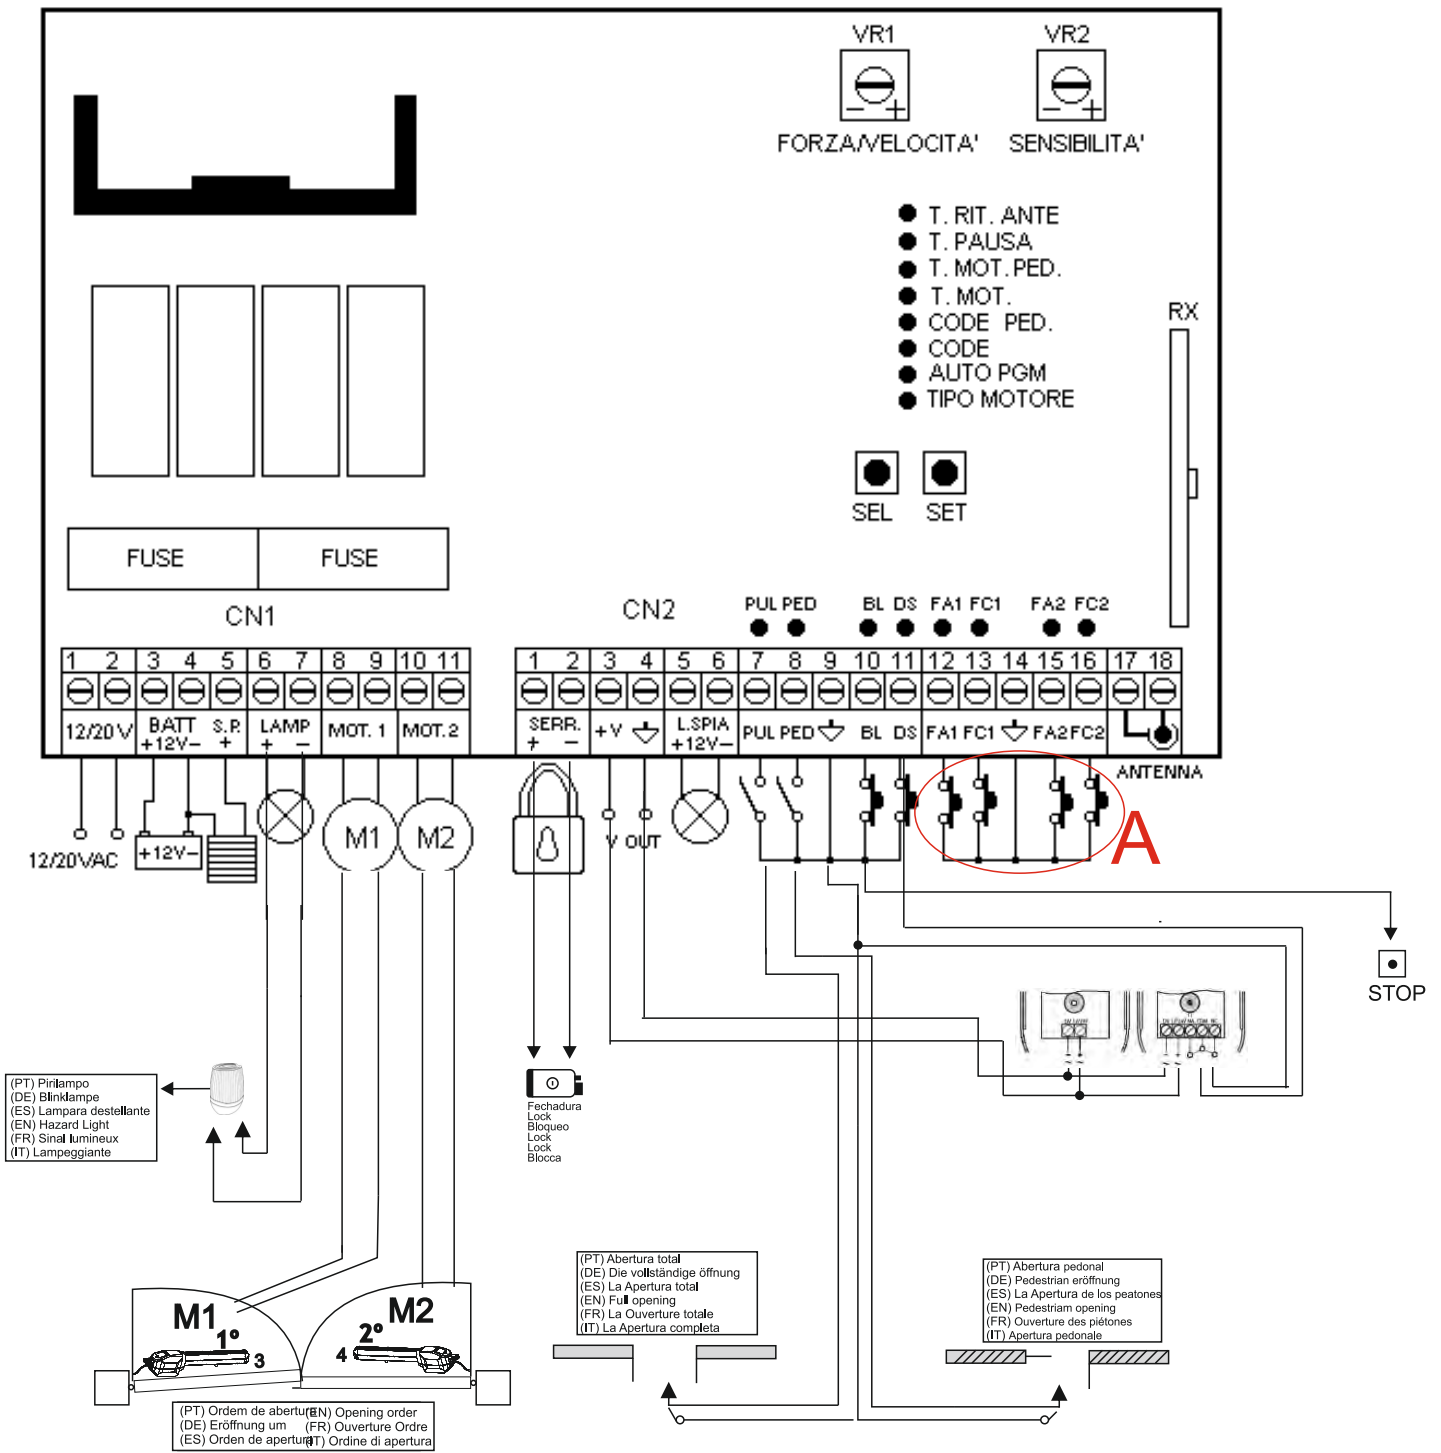 VR1 VR2
FORZA/VELOCITA' SENSIBILITA'
T. RIT. ANTE
T. PAUSA
T. MOT. PED.
T. MOT.
CODE PED.
CODE
AUTO PGM
TIPO MOTORE
RX
SEL SET
FUSE FUSE
CN1 CN2
PUL PED BL DS FA1 FC1 FA2 FC2
1 2 3 4 5 6 7 8 9 10 11
1 2 3 4 5 6 7 8 9 10 11 12 13 14 15 16 17 18
12/20V BATT +12V- S.P. + LAMP + - MOT. 1 MOT.2
SERR. + - +V L.SPIA +12V- PUL PED BL DS FA1 FC1 FA2 FC2
ANTENNA
12/20VAC +12V- M1 M2 V OUT A
STOP
(PT) Pirilampo
(DE) Blinklampe
(ES) Lampara destellante
(EN) Hazard Light
(FR) Sinal lumineux
(IT) Lampeggiante
Fechadura
Lock
Bloqueo
Lock
Lock
Blocca
(PT) Abertura total
(DE) Die vollständige öffnung
(ES) La Apertura total
(EN) Full opening
(FR) La Ouverture totale
(IT) La Apertura completa
(PT) Abertura pedonal
(DE) Pedestrian eröffnung
(ES) La Apertura de los peatones
(EN) Pedestriam opening
(FR) Ouverture des piétones
(IT) Apertura pedonale
M1 M2
1º 2º
3 4
(PT) Ordem de abertura
(DE) Eröffnung um
(ES) Orden de apertura
(EN) Opening order
(FR) Ouverture Ordre
(IT) Ordine di apertura